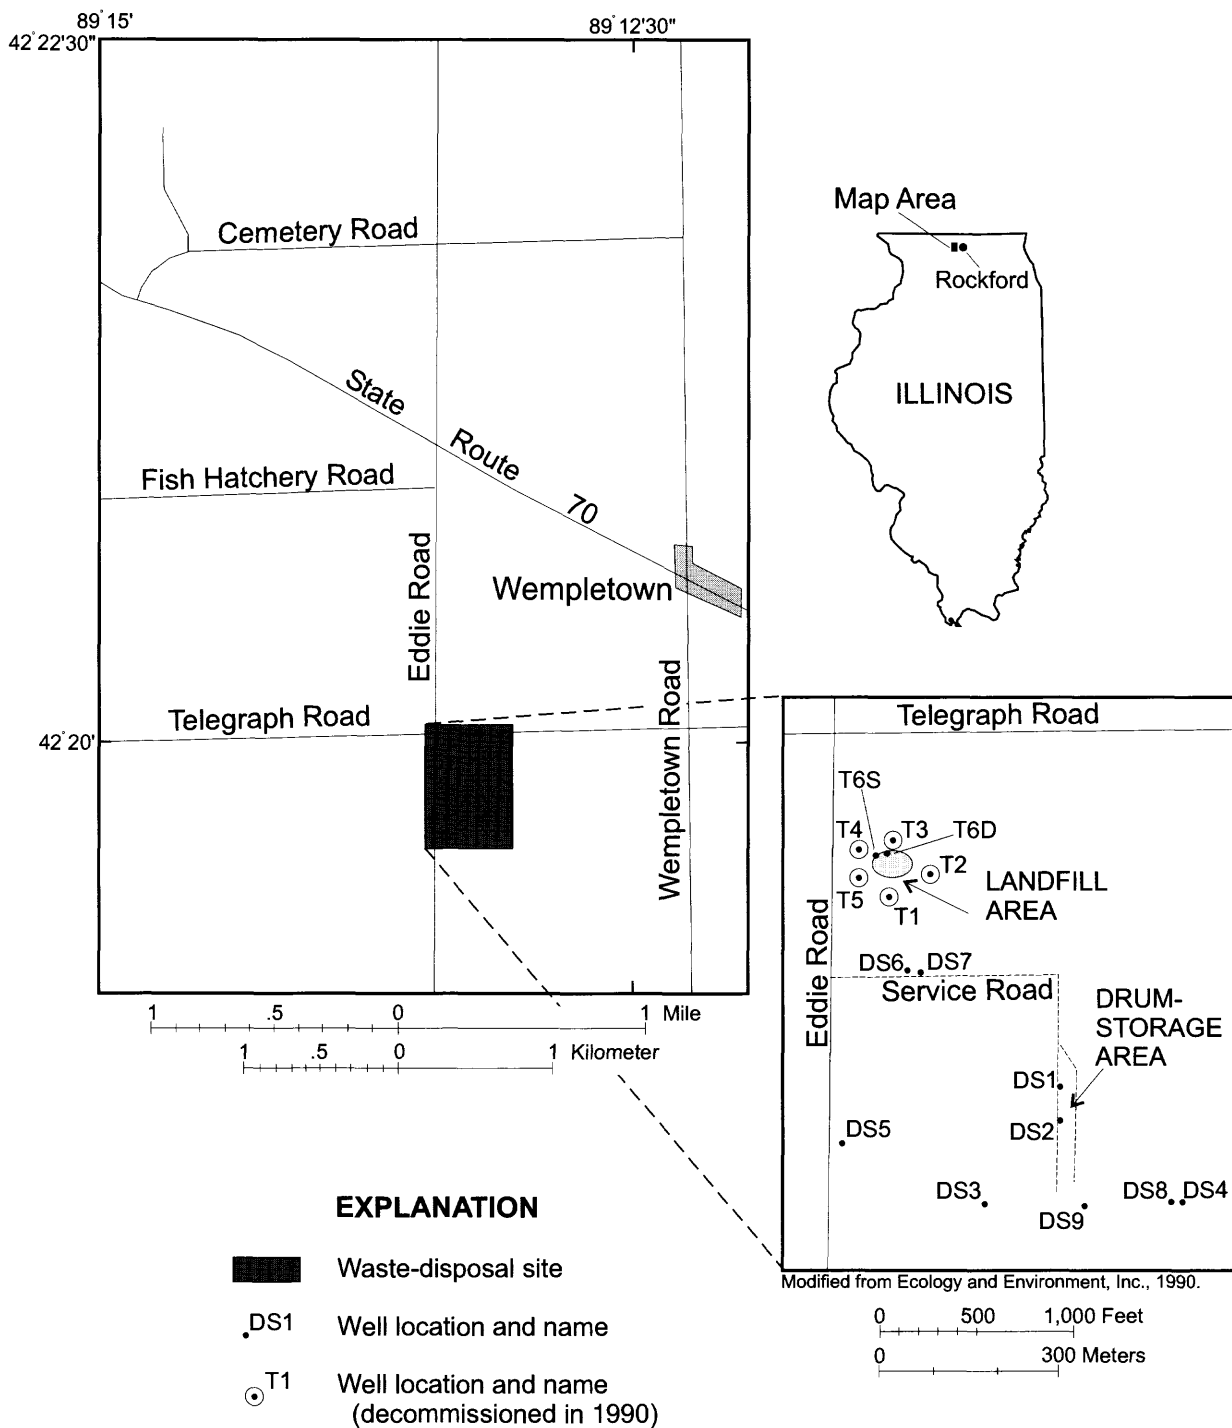 89°15'
89°12'30"
42°22'30"
Cemetery Road
State Route 70
Fish Hatchery Road
Eddie Road
Wempletown
Wempletown Road
Telegraph Road
42°20'
1 .5 0 1 Mile
1 .5 0 1 Kilometer
Map Area
Rockford
ILLINOIS
Telegraph Road
T6S
T4
T3
T6D
T2
T5
T1
LANDFILL
AREA
Eddie Road
DS6
DS7
Service Road
DRUM-
STORAGE
AREA
DS1
DS2
DS5
DS3
DS9
DS8
DS4
Modified from Ecology and Environment, Inc., 1990.
0 500 1,000 Feet
0 300 Meters
EXPLANATION
Waste-disposal site
DS1 Well location and name
T1 Well location and name
(decommissioned in 1990)